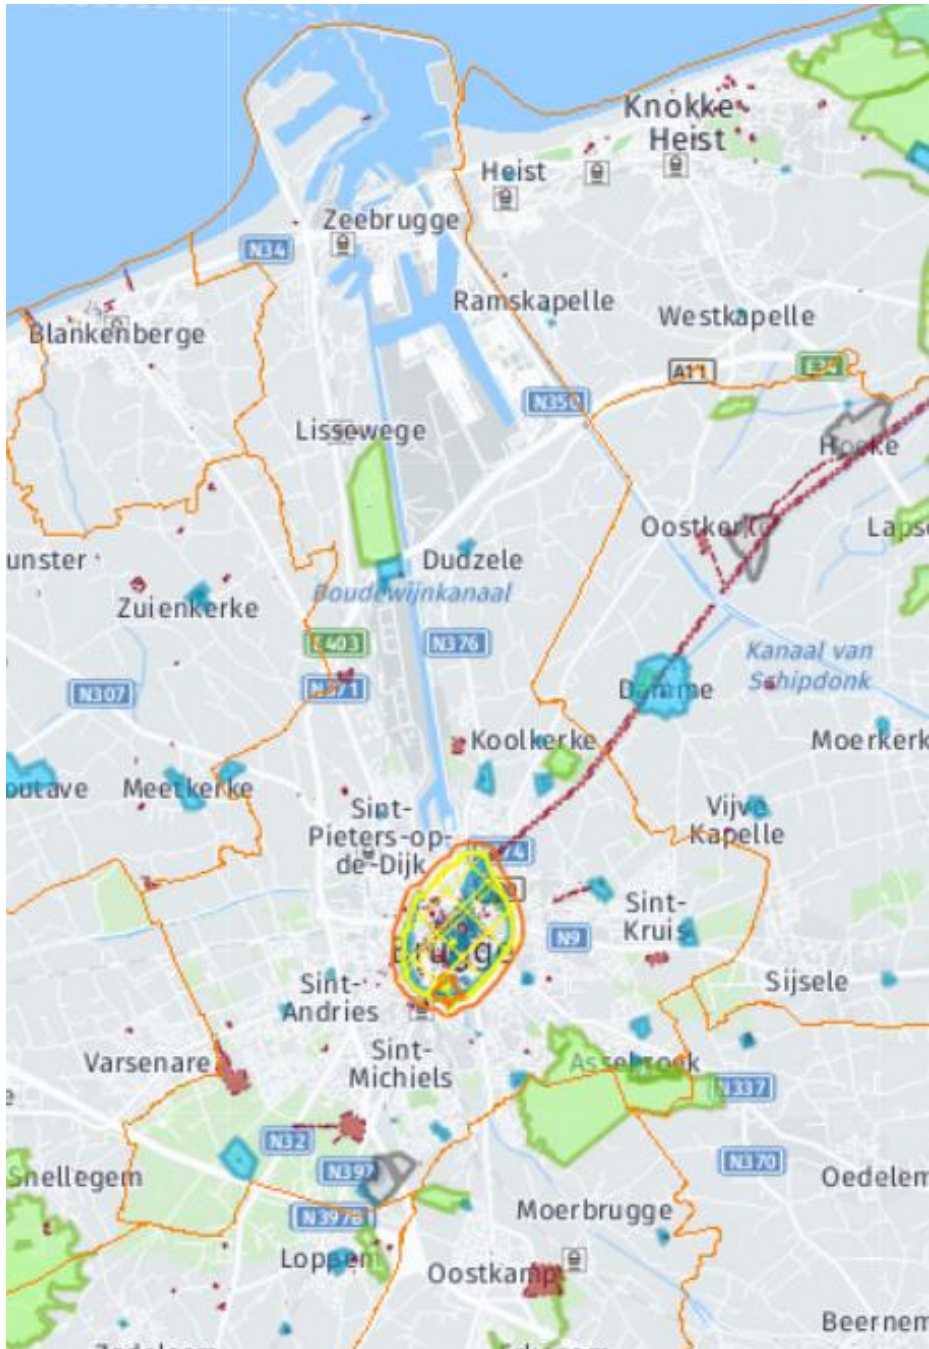 Knokke
Heist
Heist
Zeebrugge
N34
Ramskapelle
Westkapelle
Blankenberge
A11
N350
Lissewege
Hoeke
Oostkerke
Laps
unster
Dudzele
Boudewijnkanaal
Zuienkerke
E403
N376
Kanaal van
Schipdonk
N307
N371
Damme
Koolkerke
Moerkerk
outave
Meetkerke
Sint-
Pieters-op-
de-Dijk
Vijve
Kapelle
Sint-
Kruis
N9
Brugge
Sint-
Andries
Sijsele
Sint-
Michiels
Varsenare
Assebroek
N337
N32
N397
N370
Snellegem
Oedelem
N397B
Moerbrugge
Loppem
Oostkamp
Beernem